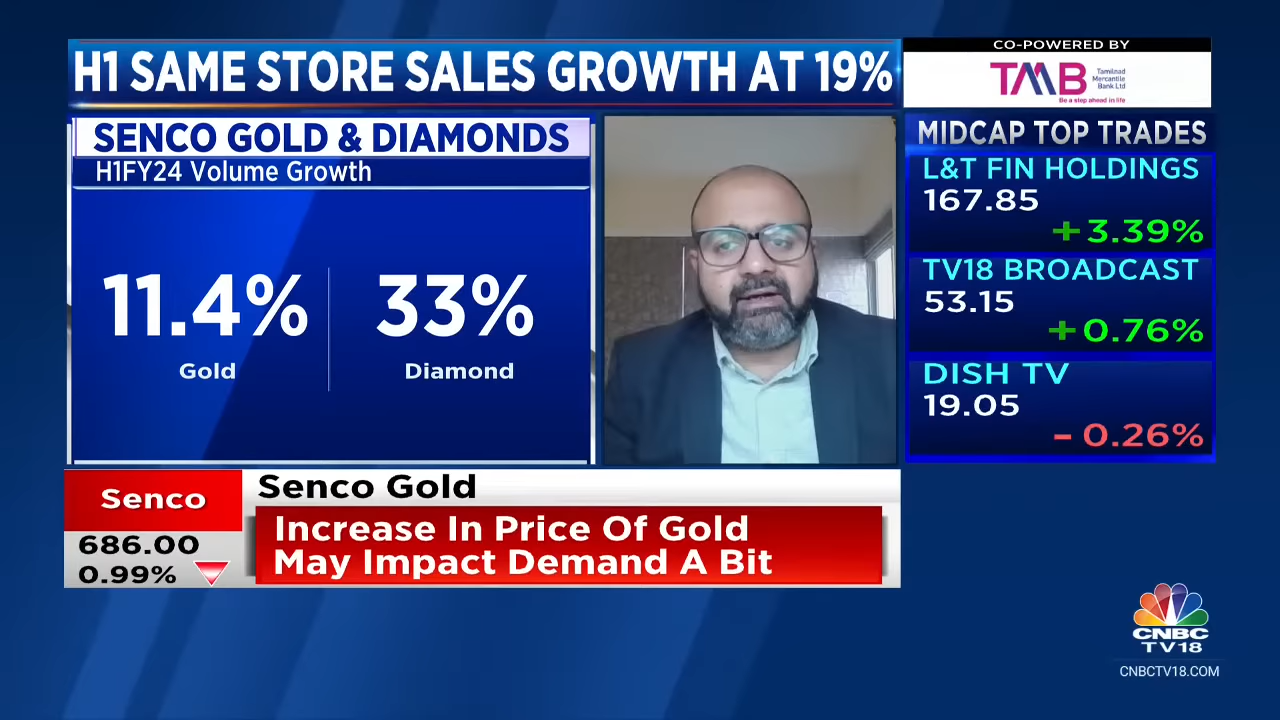 H1 SAME STORE SALES GROWTH AT 19%
CO-POWERED BY
TMB
Tamilnad
Mercantile
Bank.Ltd
Be a step ahead in life
SENCO GOLD & DIAMONDS
H1FY24 Volume Growth
11.4%
Gold
33%
Diamond
MIDCAP TOP TRADES
L&T FIN HOLDINGS
167.85
+3.39%
TV18 BROADCAST
53.15
+0.76%
DISH TV
19.05
- 0.26%
Senco
686.00
0.99%
Senco Gold
Increase In Price Of Gold
May Impact Demand A Bit
CNBC
TV18
CNBCTV18.COM